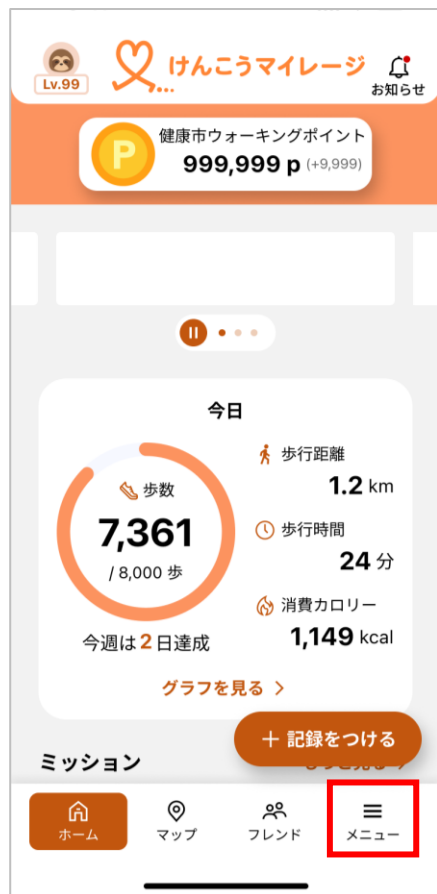 Lv.99
けんこうマイレージ
お知らせ
P
健康市ウォーキングポイント
999,999 p (+9,999)
今日
歩数
7,361
/ 8,000 歩
今週は2日達成
歩行距離
1.2 km
歩行時間
24 分
消費カロリー
1,149 kcal
グラフを見る
ミッション
+ 記録をつける
ホーム
マップ
フレンド
メニュー